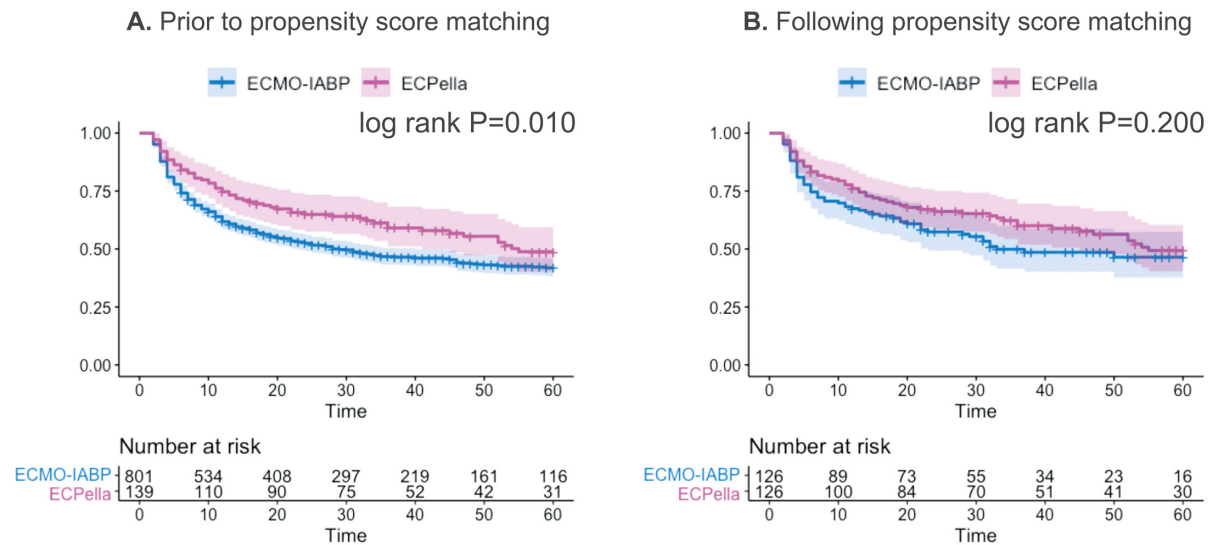 A. Prior to propensity score matching
ECMO-IABP ECPella
log rank P=0.010
1.00
0.75
0.50
0.25
0.00
0 10 20 30 40 50 60
Time
Number at risk
ECMO-IABP 801 534 408 297 219 161 116
ECPella 139 110 90 75 52 42 31
0 10 20 30 40 50 60
Time
B. Following propensity score matching
ECMO-IABP ECPella
log rank P=0.200
1.00
0.75
0.50
0.25
0.00
0 10 20 30 40 50 60
Time
Number at risk
ECMO-IABP 126 89 73 55 34 23 16
ECPella 126 100 84 70 51 41 30
0 10 20 30 40 50 60
Time